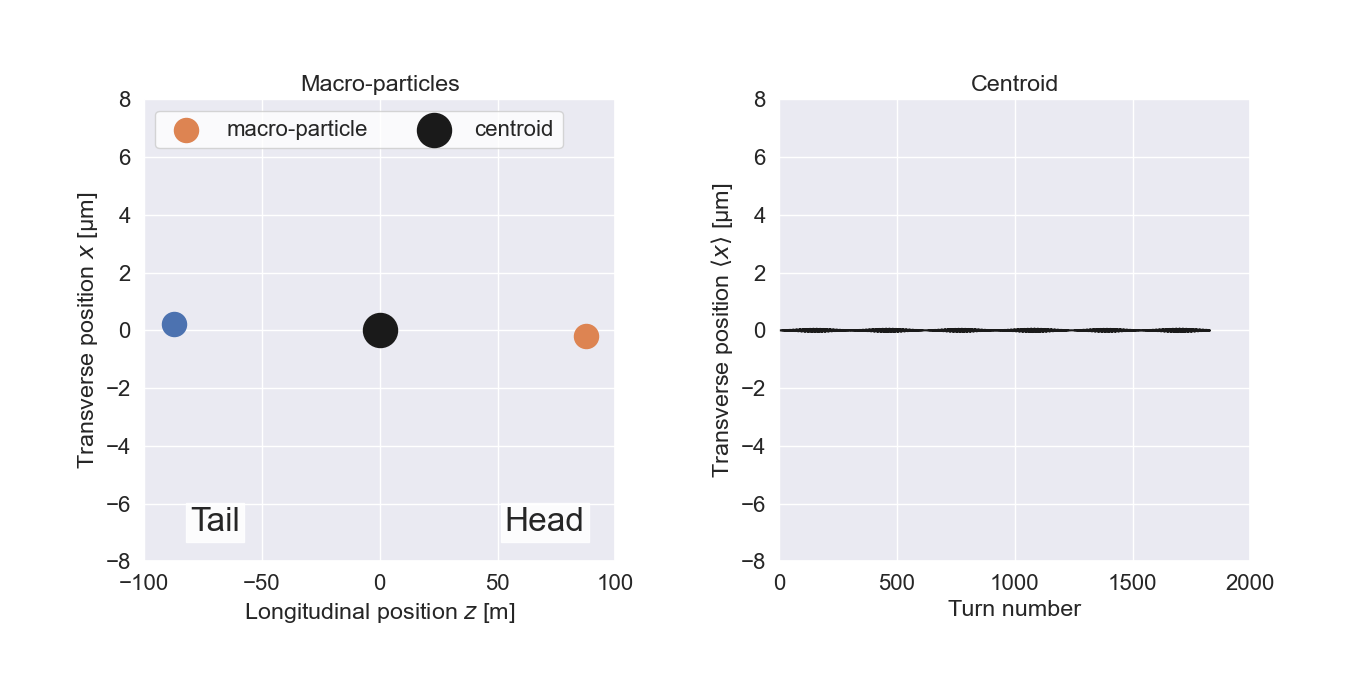 Macro-particles
8
macro-particle
centroid
6
4
2
0
−2
−4
−6
−8
Transverse position x [μm]
Tail
Head
−100
−50
0
50
100
Longitudinal position z [m]
Centroid
8
6
4
2
0
−2
−4
−6
−8
Transverse position ⟨x⟩ [μm]
0
500
1000
1500
2000
Turn number